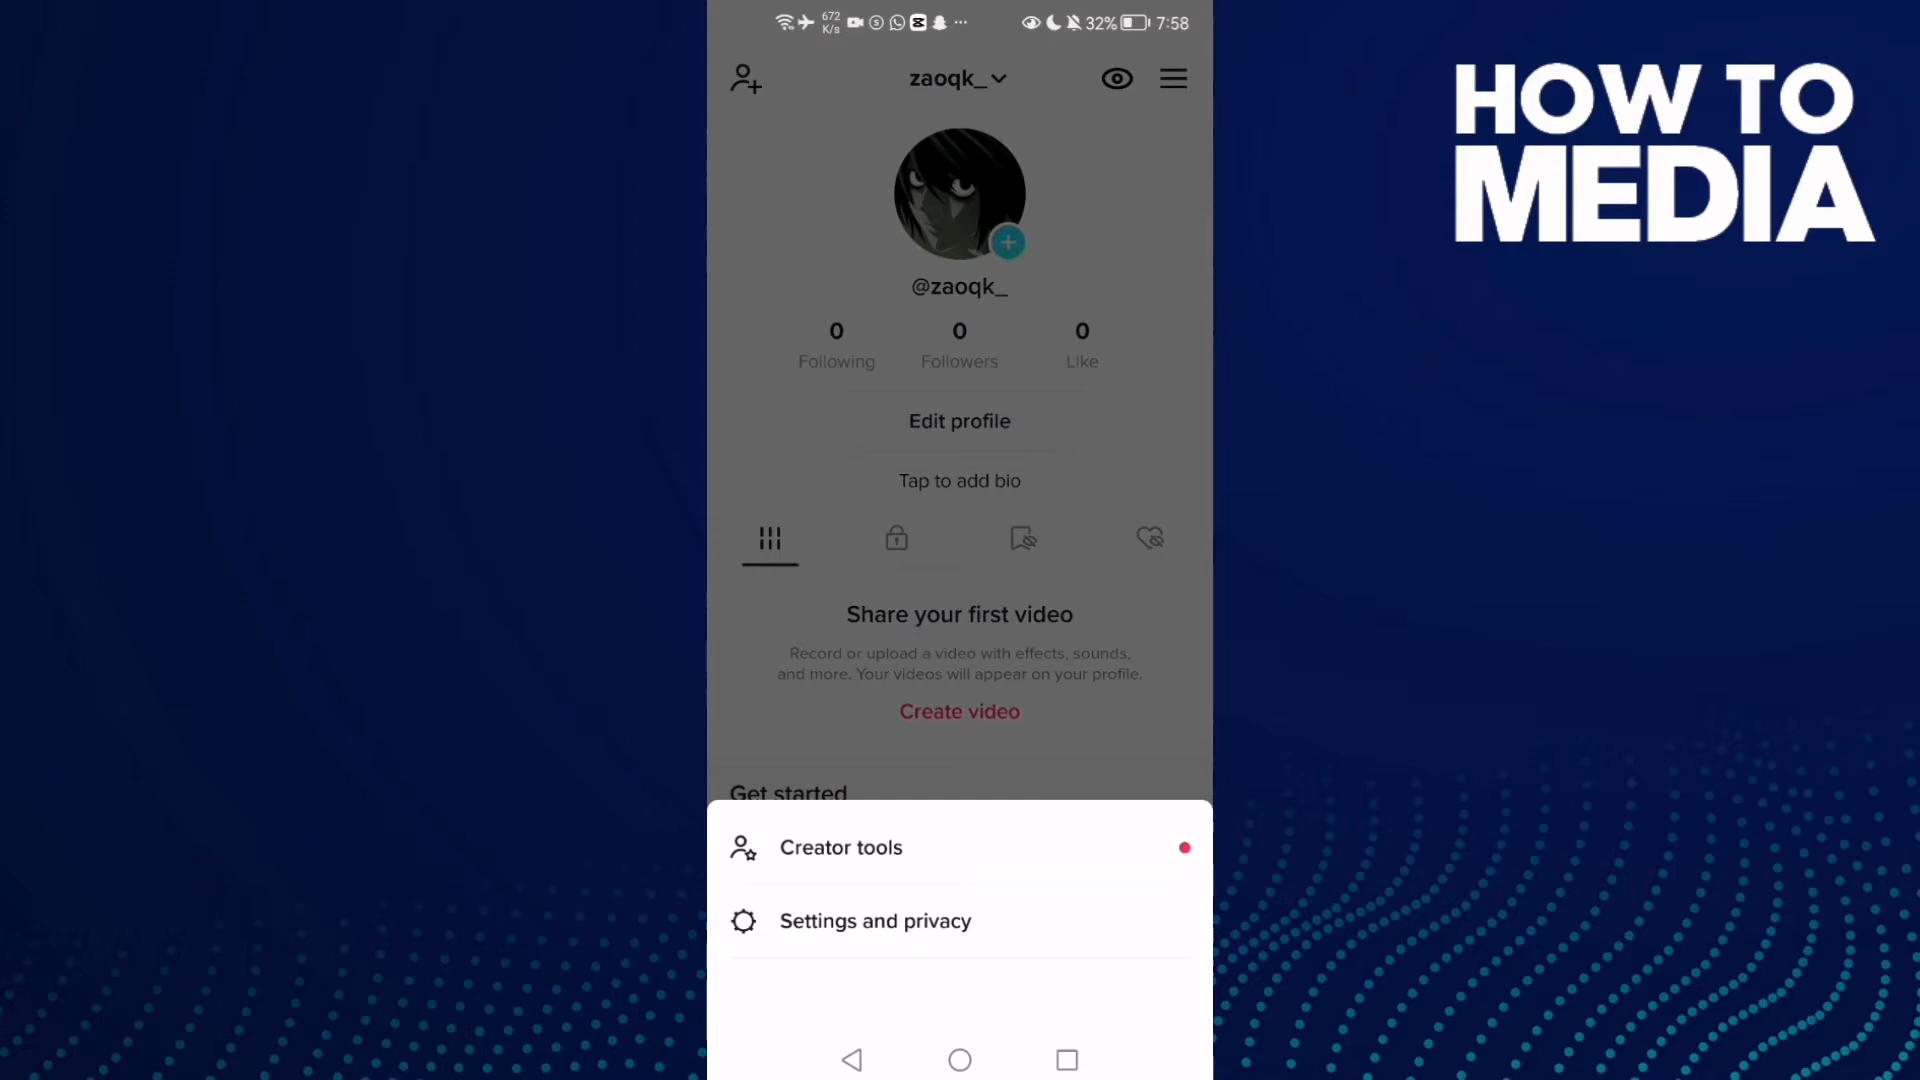 672
K/s
32%
7:58
HOW TO
MEDIA
zaoqk_
@zaoqk_
0
0
0
Following
Followers
Like
Edit profile
Tap to add bio
Share your first video
Record or upload a video with effects, sounds,
and more. Your videos will appear on your profile.
Create video
Get started
Creator tools
Settings and privacy